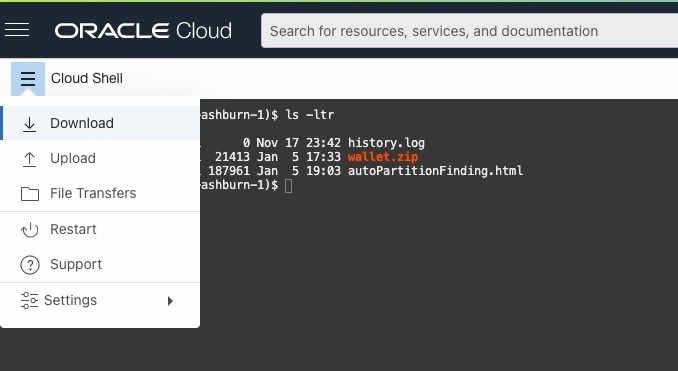 ORACLE Cloud
Search for resources, services, and documentation
Cloud Shell
Download
Upload
File Transfers
Restart
Support
Settings
ashburn-1)$ ls -ltr
0 Nov 17 23:42 history.log
21413 Jan  5 17:33 wallet.zip
187961 Jan  5 19:03 autoPartitionFinding.html
ashburn-1)$